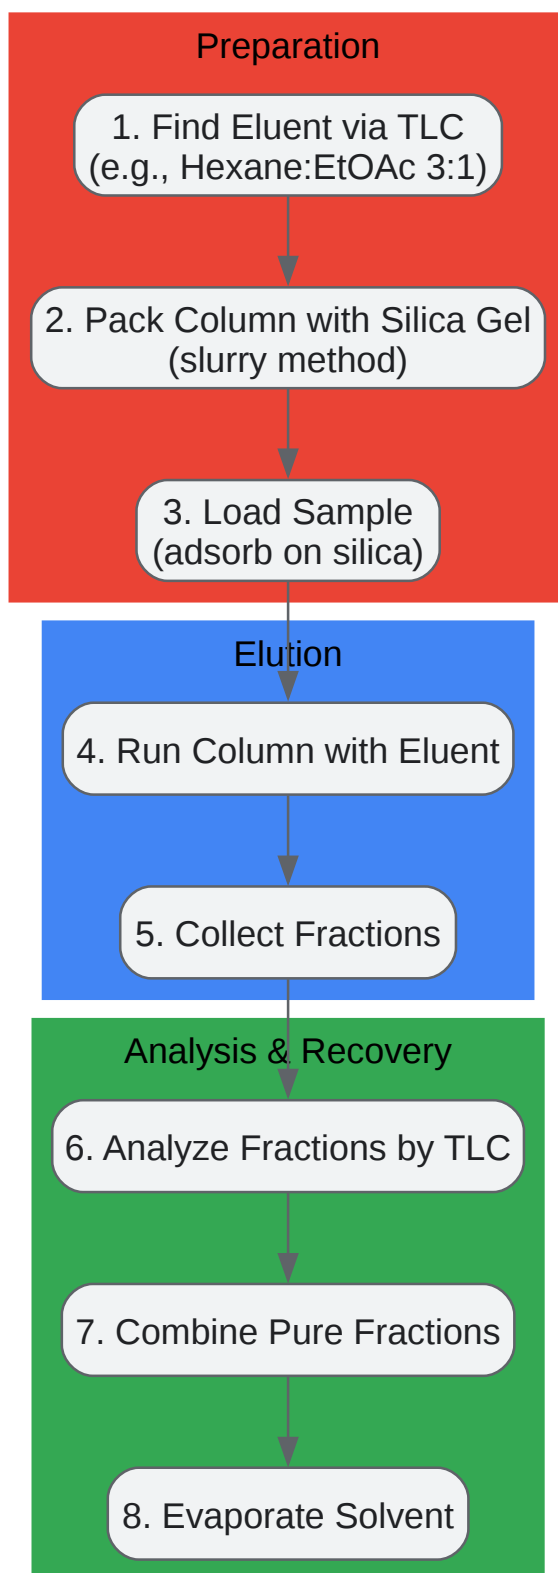 Preparation
1. Find Eluent via TLC
(e.g., Hexane:EtOAc 3:1)
2. Pack Column with Silica Gel
(slurry method)
3. Load Sample
(adsorb on silica)
Elution
4. Run Column with Eluent
5. Collect Fractions
Analysis & Recovery
6. Analyze Fractions by TLC
7. Combine Pure Fractions
8. Evaporate Solvent